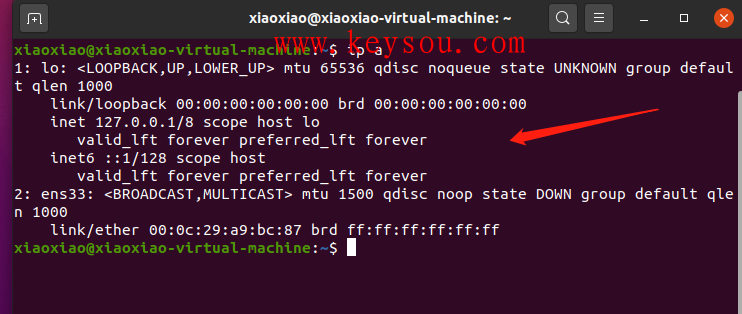 xiaoxiao@xiaoxiao-virtual-machine: ~
www.keysou.com
xiaoxiao@xiaoxiao-virtual-machine:~$ ip a
1: lo: <LOOPBACK,UP,LOWER_UP> mtu 65536 qdisc noqueue state UNKNOWN group defaul
t qlen 1000
    link/loopback 00:00:00:00:00:00 brd 00:00:00:00:00:00
    inet 127.0.0.1/8 scope host lo
       valid_lft forever preferred_lft forever
    inet6 ::1/128 scope host
       valid_lft forever preferred_lft forever
2: ens33: <BROADCAST,MULTICAST> mtu 1500 qdisc noop state DOWN group default qle
n 1000
    link/ether 00:0c:29:a9:bc:87 brd ff:ff:ff:ff:ff:ff
xiaoxiao@xiaoxiao-virtual-machine:~$